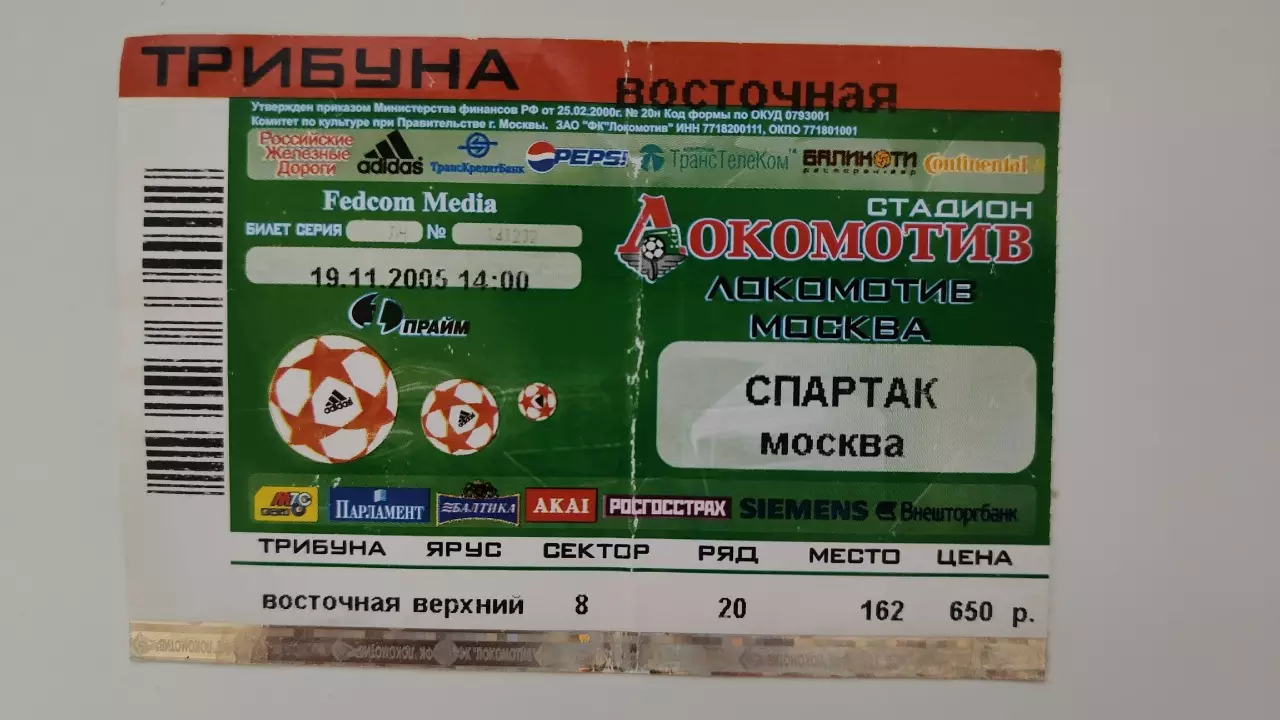 ТРИБУНА
ВОСТОЧНАЯ
Утвержден приказом Министерства финансов РФ от 25.02.2000г. № 20н Код формы по ОКУД 0793001
Комитет по культуре при Правительстве г. Москвы. ЗАО "ФК"Локомотив" ИНН 7718200111, ОКПО 771801001
Российские Железные Дороги adidas ТрансКредитБанк PEPSI ТрансТелеКом Continental
Fedcom Media
БИЛЕТ СЕРИЯ №
19.11.2005 14:00
СТАДИОН
ЛОКОМОТИВ
ЛОКОМОТИВ
МОСКВА
ПРАЙМ
СПАРТАК
москва
adidas
ПАРЛАМЕНТ БАЛТИКА AKAI РОСГОССТРАХ SIEMENS Внешторгбанк
ТРИБУНА ЯРУС СЕКТОР РЯД МЕСТО ЦЕНА
восточная верхний 8 20 162 650 р.